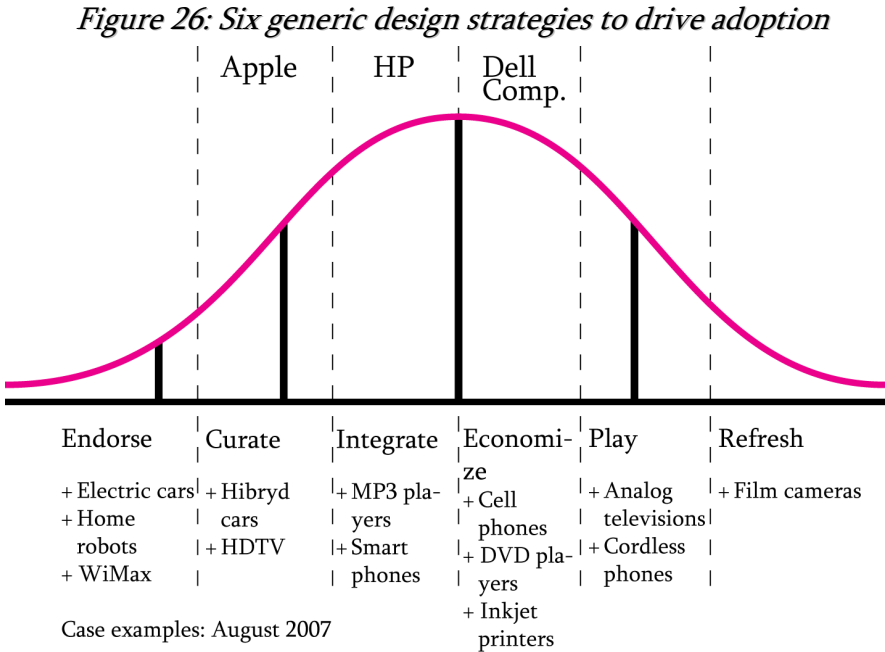 Figure 26: Six generic design strategies to drive adoption
Apple
HP
Dell
Comp.
Endorse
+ Electric cars
+ Home
robots
+ WiMax
Curate
+ Hibryd
cars
+ HDTV
Integrate
+ MP3 pla-
yers
+ Smart
phones
Economi-
ze
+ Cell
phones
+ DVD pla-
yers
+ Inkjet
printers
Play
+ Analog
televisions
+ Cordless
phones
Refresh
+ Film cameras
Case examples: August 2007